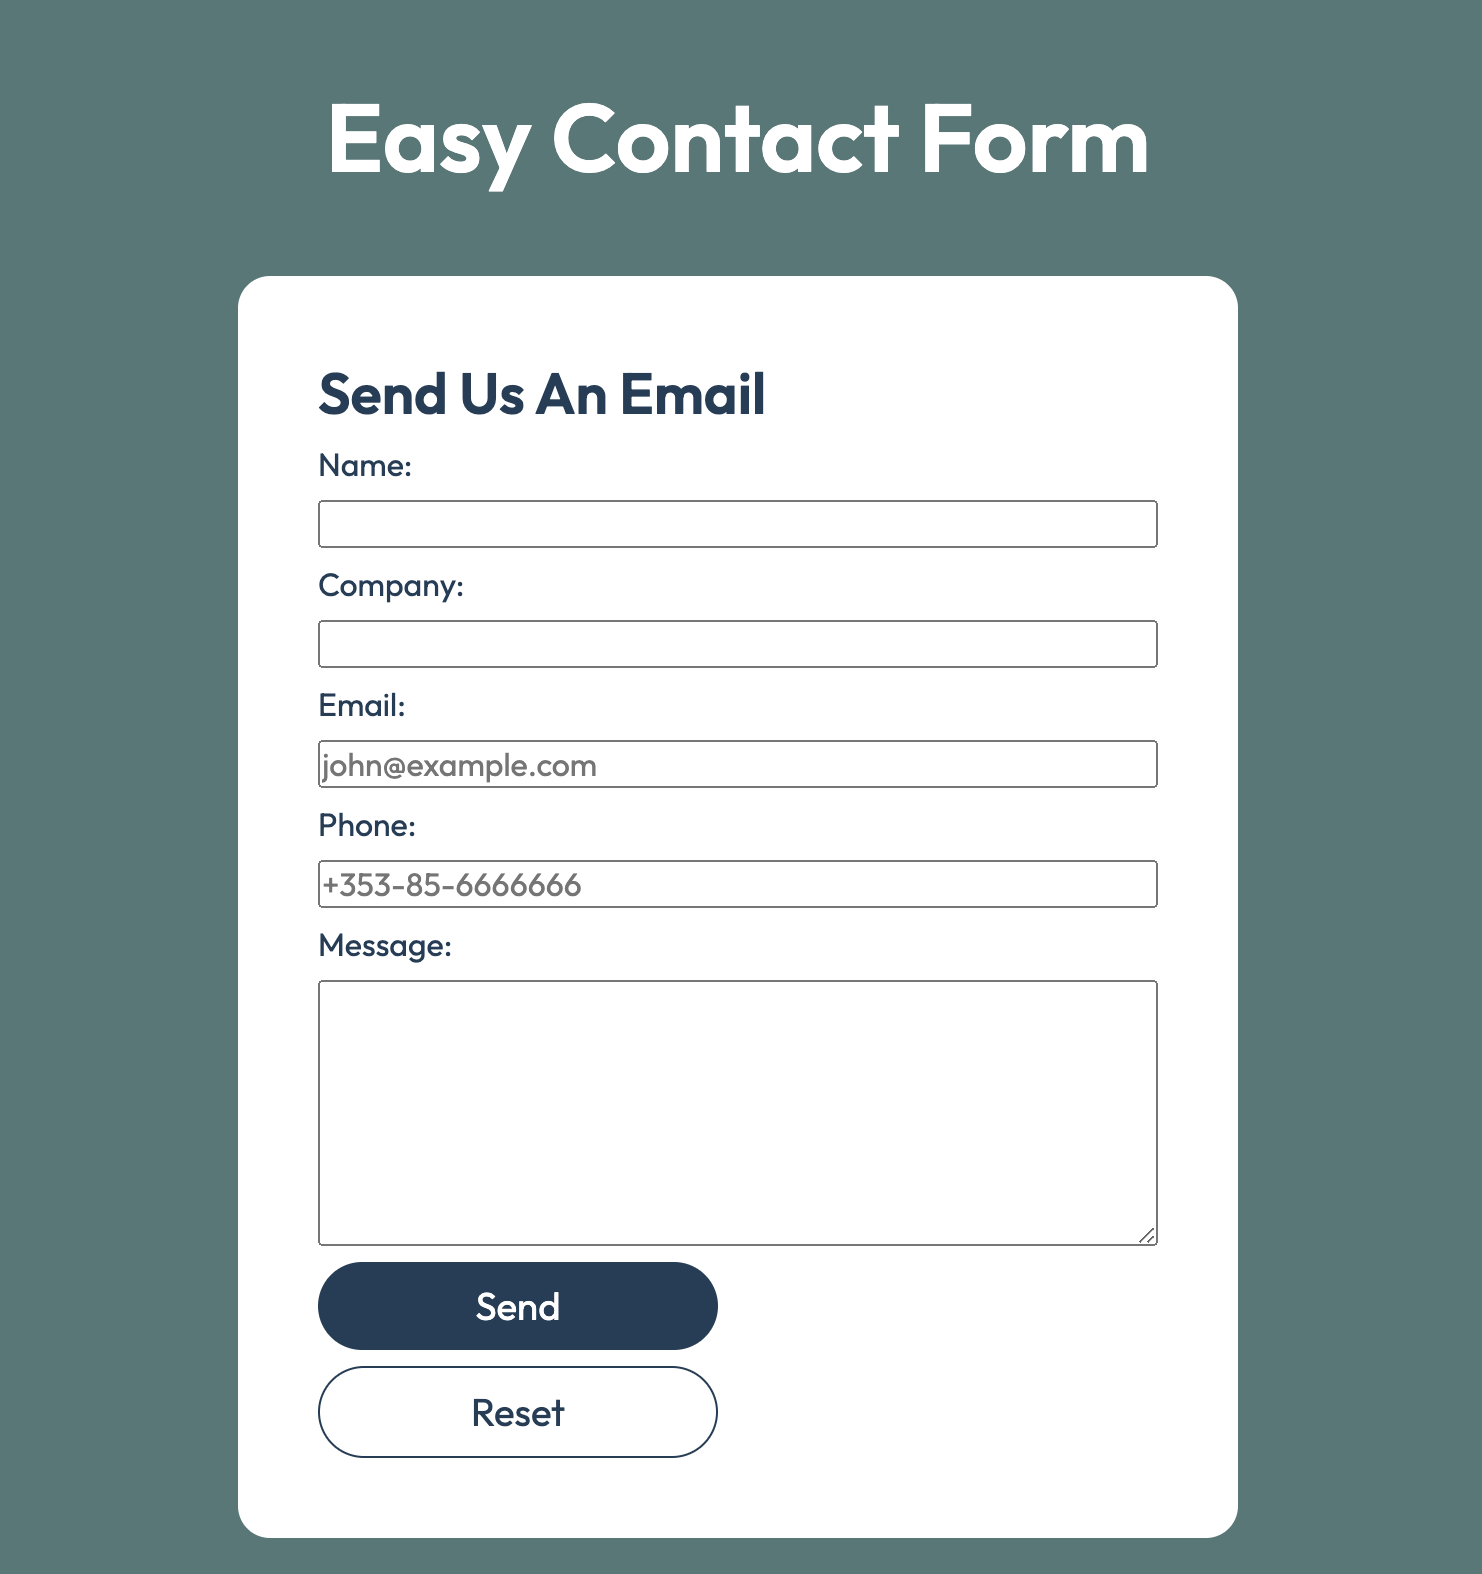 Easy Contact Form
Send Us An Email
Name:
Company:
Email:
john@example.com
Phone:
+353-85-6666666
Message:
Send
Reset